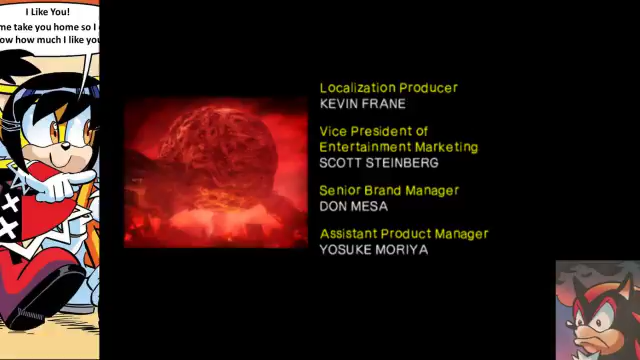 I Like You!
me take you home so I
ow how much I like you
Localization Producer
KEVIN FRANE
Vice President of
Entertainment Marketing
SCOTT STEINBERG
Senior Brand Manager
DON MESA
Assistant Product Manager
YOSUKE MORIYA